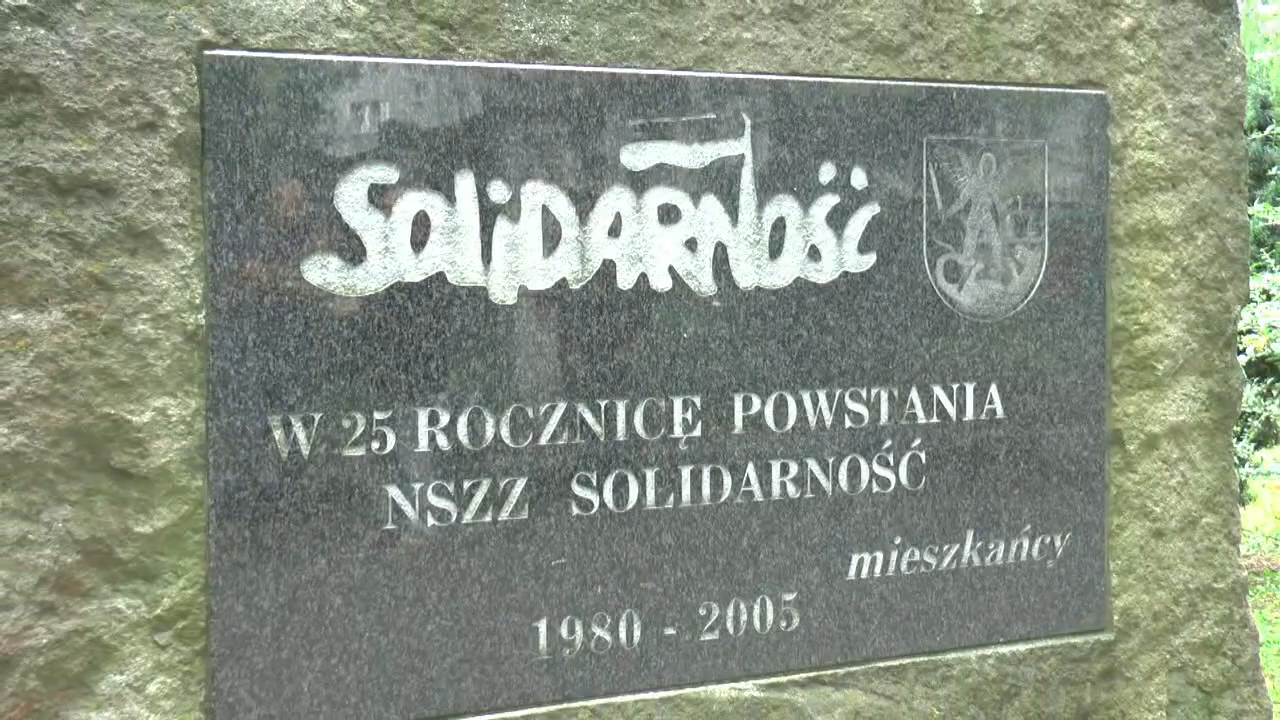 Solidarność
W 25 ROCZNICĘ POWSTANIA
NSZZ SOLIDARNOŚĆ
mieszkańcy
1980 - 2005